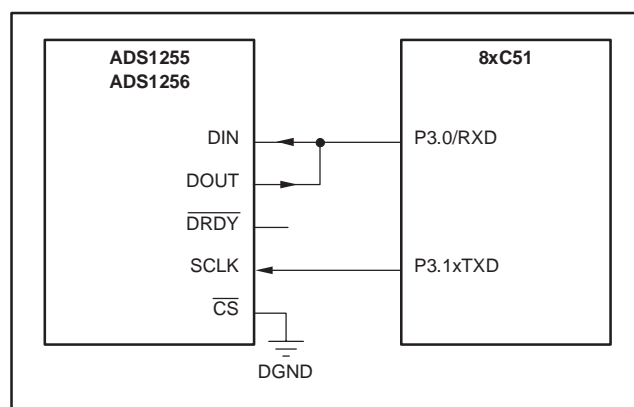 ADS1255
ADS1256
8xC51
DIN
P3.0/RXD
DOUT
DRDY
SCLK
P3.1xTXD
CS
DGND